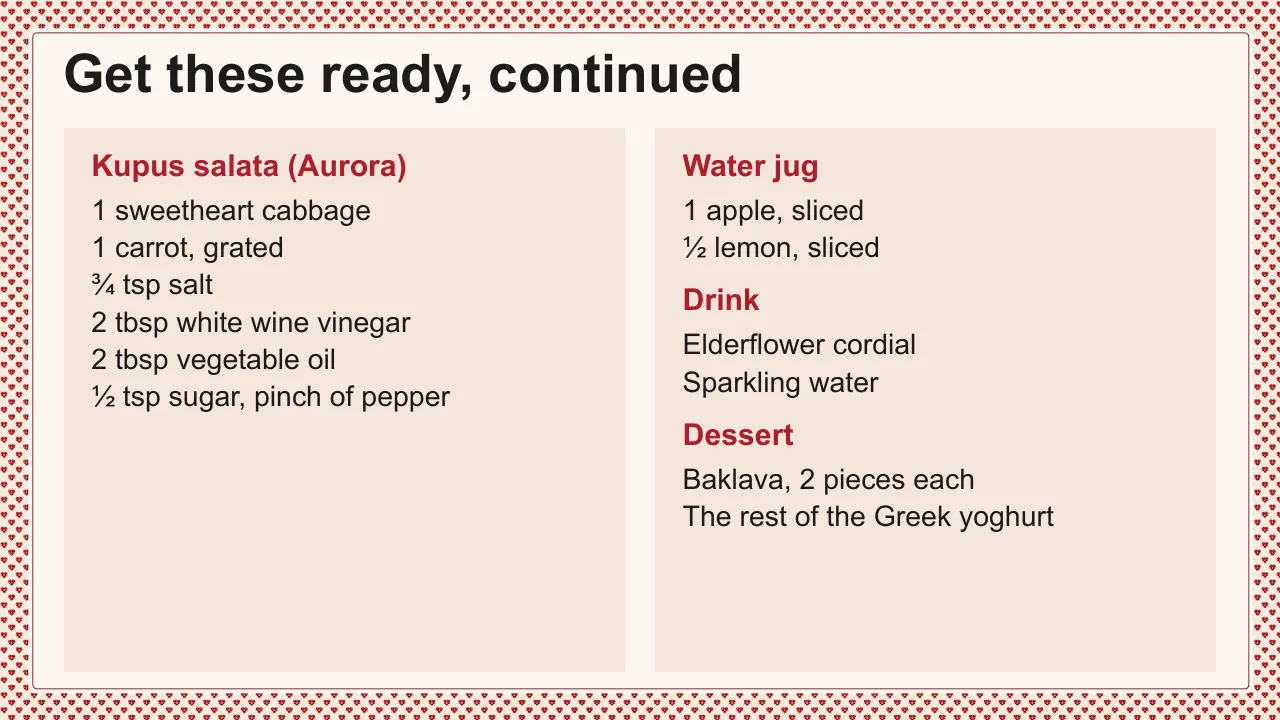 Get these ready, continued
Kupus salata (Aurora)
1 sweetheart cabbage
1 carrot, grated
¾ tsp salt
2 tbsp white wine vinegar
2 tbsp vegetable oil
½ tsp sugar, pinch of pepper
Water jug
1 apple, sliced
½ lemon, sliced
Drink
Elderflower cordial
Sparkling water
Dessert
Baklava, 2 pieces each
The rest of the Greek yoghurt